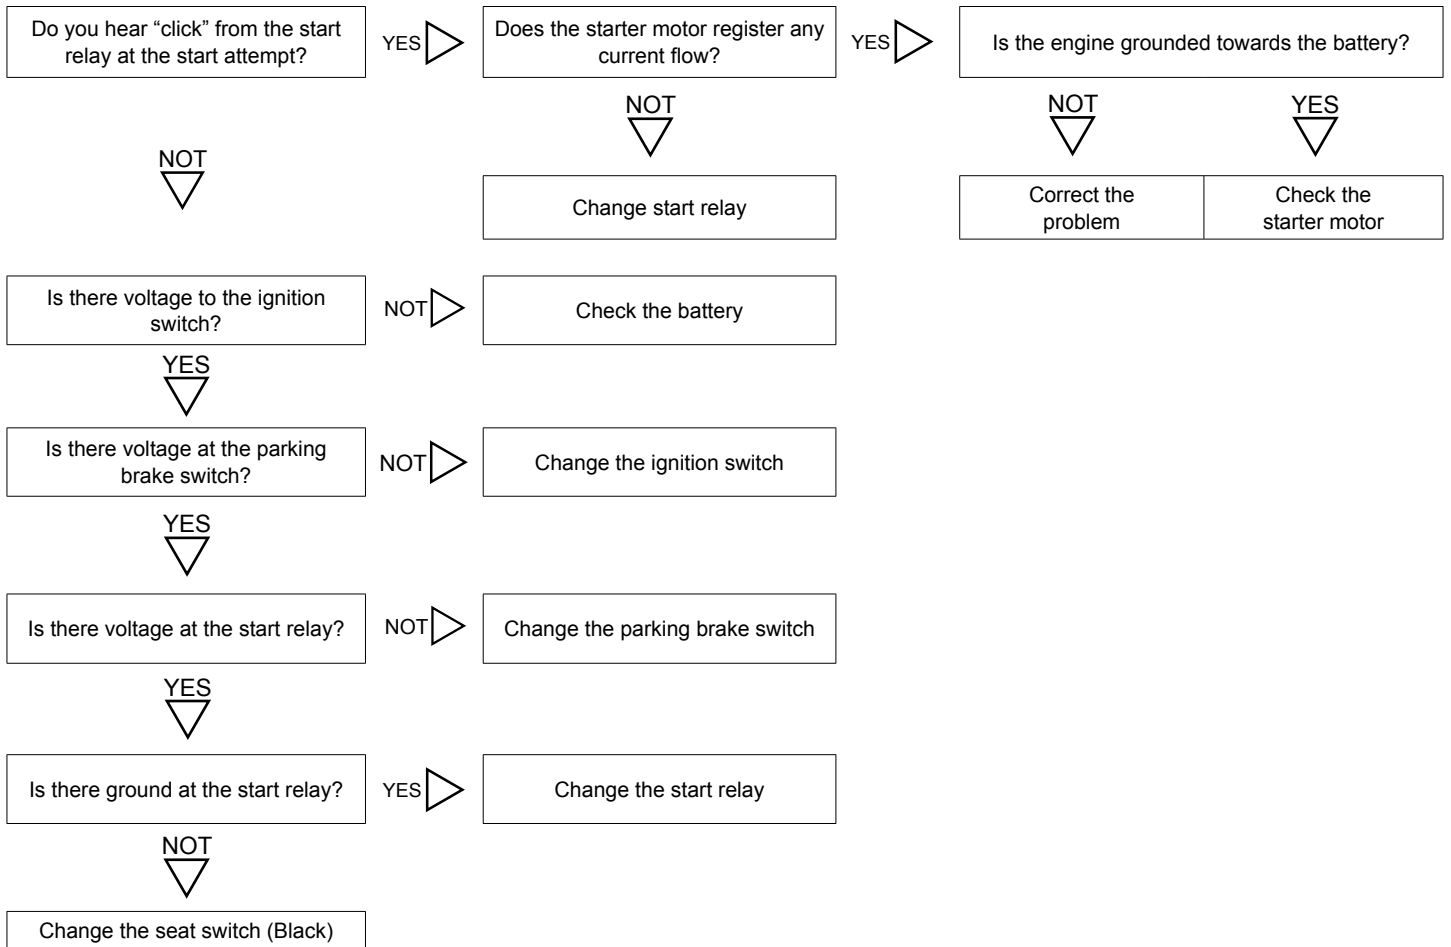 Do you hear “click” from the start
relay at the start attempt?
YES
Does the starter motor register any
current flow?
YES
Is the engine grounded towards the battery?
NOT
NOT
YES
NOT
Change start relay
Correct the
problem
Check the
starter motor
Is there voltage to the ignition
switch?
NOT
Check the battery
YES
Is there voltage at the parking
brake switch?
NOT
Change the ignition switch
YES
Is there voltage at the start relay?
NOT
Change the parking brake switch
YES
Is there ground at the start relay?
YES
Change the start relay
NOT
Change the seat switch (Black)